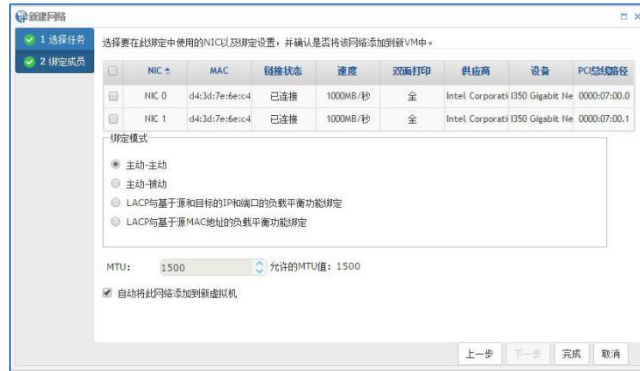 新建网络
1 选择任务
2 绑定成员
选择要在此绑定中使用的NIC以及绑定设置，并确认是否将该网络添加到新VM中。
NIC MAC 链接状态 速度 双面打印 供应商 设备 PCI总线路径
NIC 0 d4:3d:7e:6e:c4 已连接 1000MB/秒 全 Intel Corporati I350 Gigabit Ne 0000:07:00.0
NIC 1 d4:3d:7e:6e:c4 已连接 1000MB/秒 全 Intel Corporati I350 Gigabit Ne 0000:07:00.1
绑定模式
主动-主动
主动-被动
LACP与基于源和目标的IP和端口的负载平衡功能绑定
LACP与基于源MAC地址的负载平衡功能绑定
MTU: 1500 允许的MTU值: 1500
自动将此网络添加到新虚拟机
上一步 下一步 完成 取消